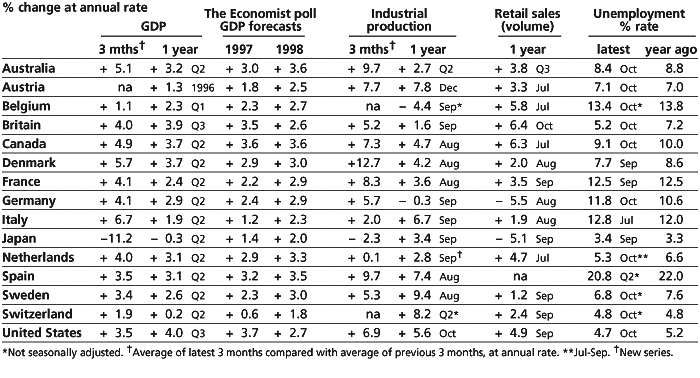 % change at annual rate
GDP The Economist poll Industrial Retail sales Unemployment
GDP forecasts production (volume) % rate
3 mths† 1 year 1997 1998 3 mths† 1 year 1 year latest year ago
Australia + 5.1 + 3.2 Q2 + 3.0 + 3.6 + 9.7 + 2.7 Q2 + 3.8 Q3 8.4 Oct 8.8
Austria na + 1.3 1996 + 1.8 + 2.5 + 7.7 + 7.8 Dec + 3.3 Jul 7.1 Oct 7.0
Belgium + 1.1 + 2.3 Q1 + 2.3 + 2.7 na − 4.4 Sep* + 5.8 Jul 13.4 Oct* 13.8
Britain + 4.0 + 3.9 Q3 + 3.5 + 2.6 + 5.2 + 1.6 Sep + 6.4 Oct 5.2 Oct 7.2
Canada + 4.9 + 3.7 Q2 + 3.6 + 3.6 + 7.3 + 4.7 Aug + 6.3 Jul 9.1 Oct 10.0
Denmark + 5.7 + 3.7 Q2 + 2.9 + 3.0 +12.7 + 4.2 Aug + 2.0 Aug 7.7 Sep 8.6
France + 4.1 + 2.4 Q2 + 2.2 + 2.9 + 8.3 + 3.6 Aug + 3.5 Sep 12.5 Sep 12.5
Germany + 4.1 + 2.9 Q2 + 2.4 + 2.9 + 5.7 − 0.3 Sep − 5.5 Aug 11.8 Oct 10.6
Italy + 6.7 + 1.9 Q2 + 1.2 + 2.3 + 2.0 + 6.7 Sep + 1.9 Aug 12.8 Jul 12.0
Japan −11.2 − 0.3 Q2 + 1.4 + 2.0 − 2.3 + 3.4 Sep − 5.1 Sep 3.4 Sep 3.3
Netherlands + 4.0 + 3.1 Q2 + 2.9 + 3.3 + 0.1 + 2.8 Sep† + 4.7 Jul 5.3 Oct** 6.6
Spain + 3.5 + 3.1 Q2 + 3.2 + 3.5 + 9.7 + 7.4 Aug na 20.8 Q2* 22.0
Sweden + 3.4 + 2.6 Q2 + 2.3 + 3.0 + 5.3 + 9.4 Aug + 1.2 Sep 6.8 Oct* 7.6
Switzerland + 1.9 + 0.2 Q2 + 0.6 + 1.8 na + 8.2 Q2* + 2.4 Sep 4.8 Oct* 4.8
United States + 3.5 + 4.0 Q3 + 3.7 + 2.7 + 6.9 + 5.6 Oct + 4.9 Sep 4.7 Oct 5.2
*Not seasonally adjusted. †Average of latest 3 months compared with average of previous 3 months, at annual rate. **Jul-Sep. †New series.